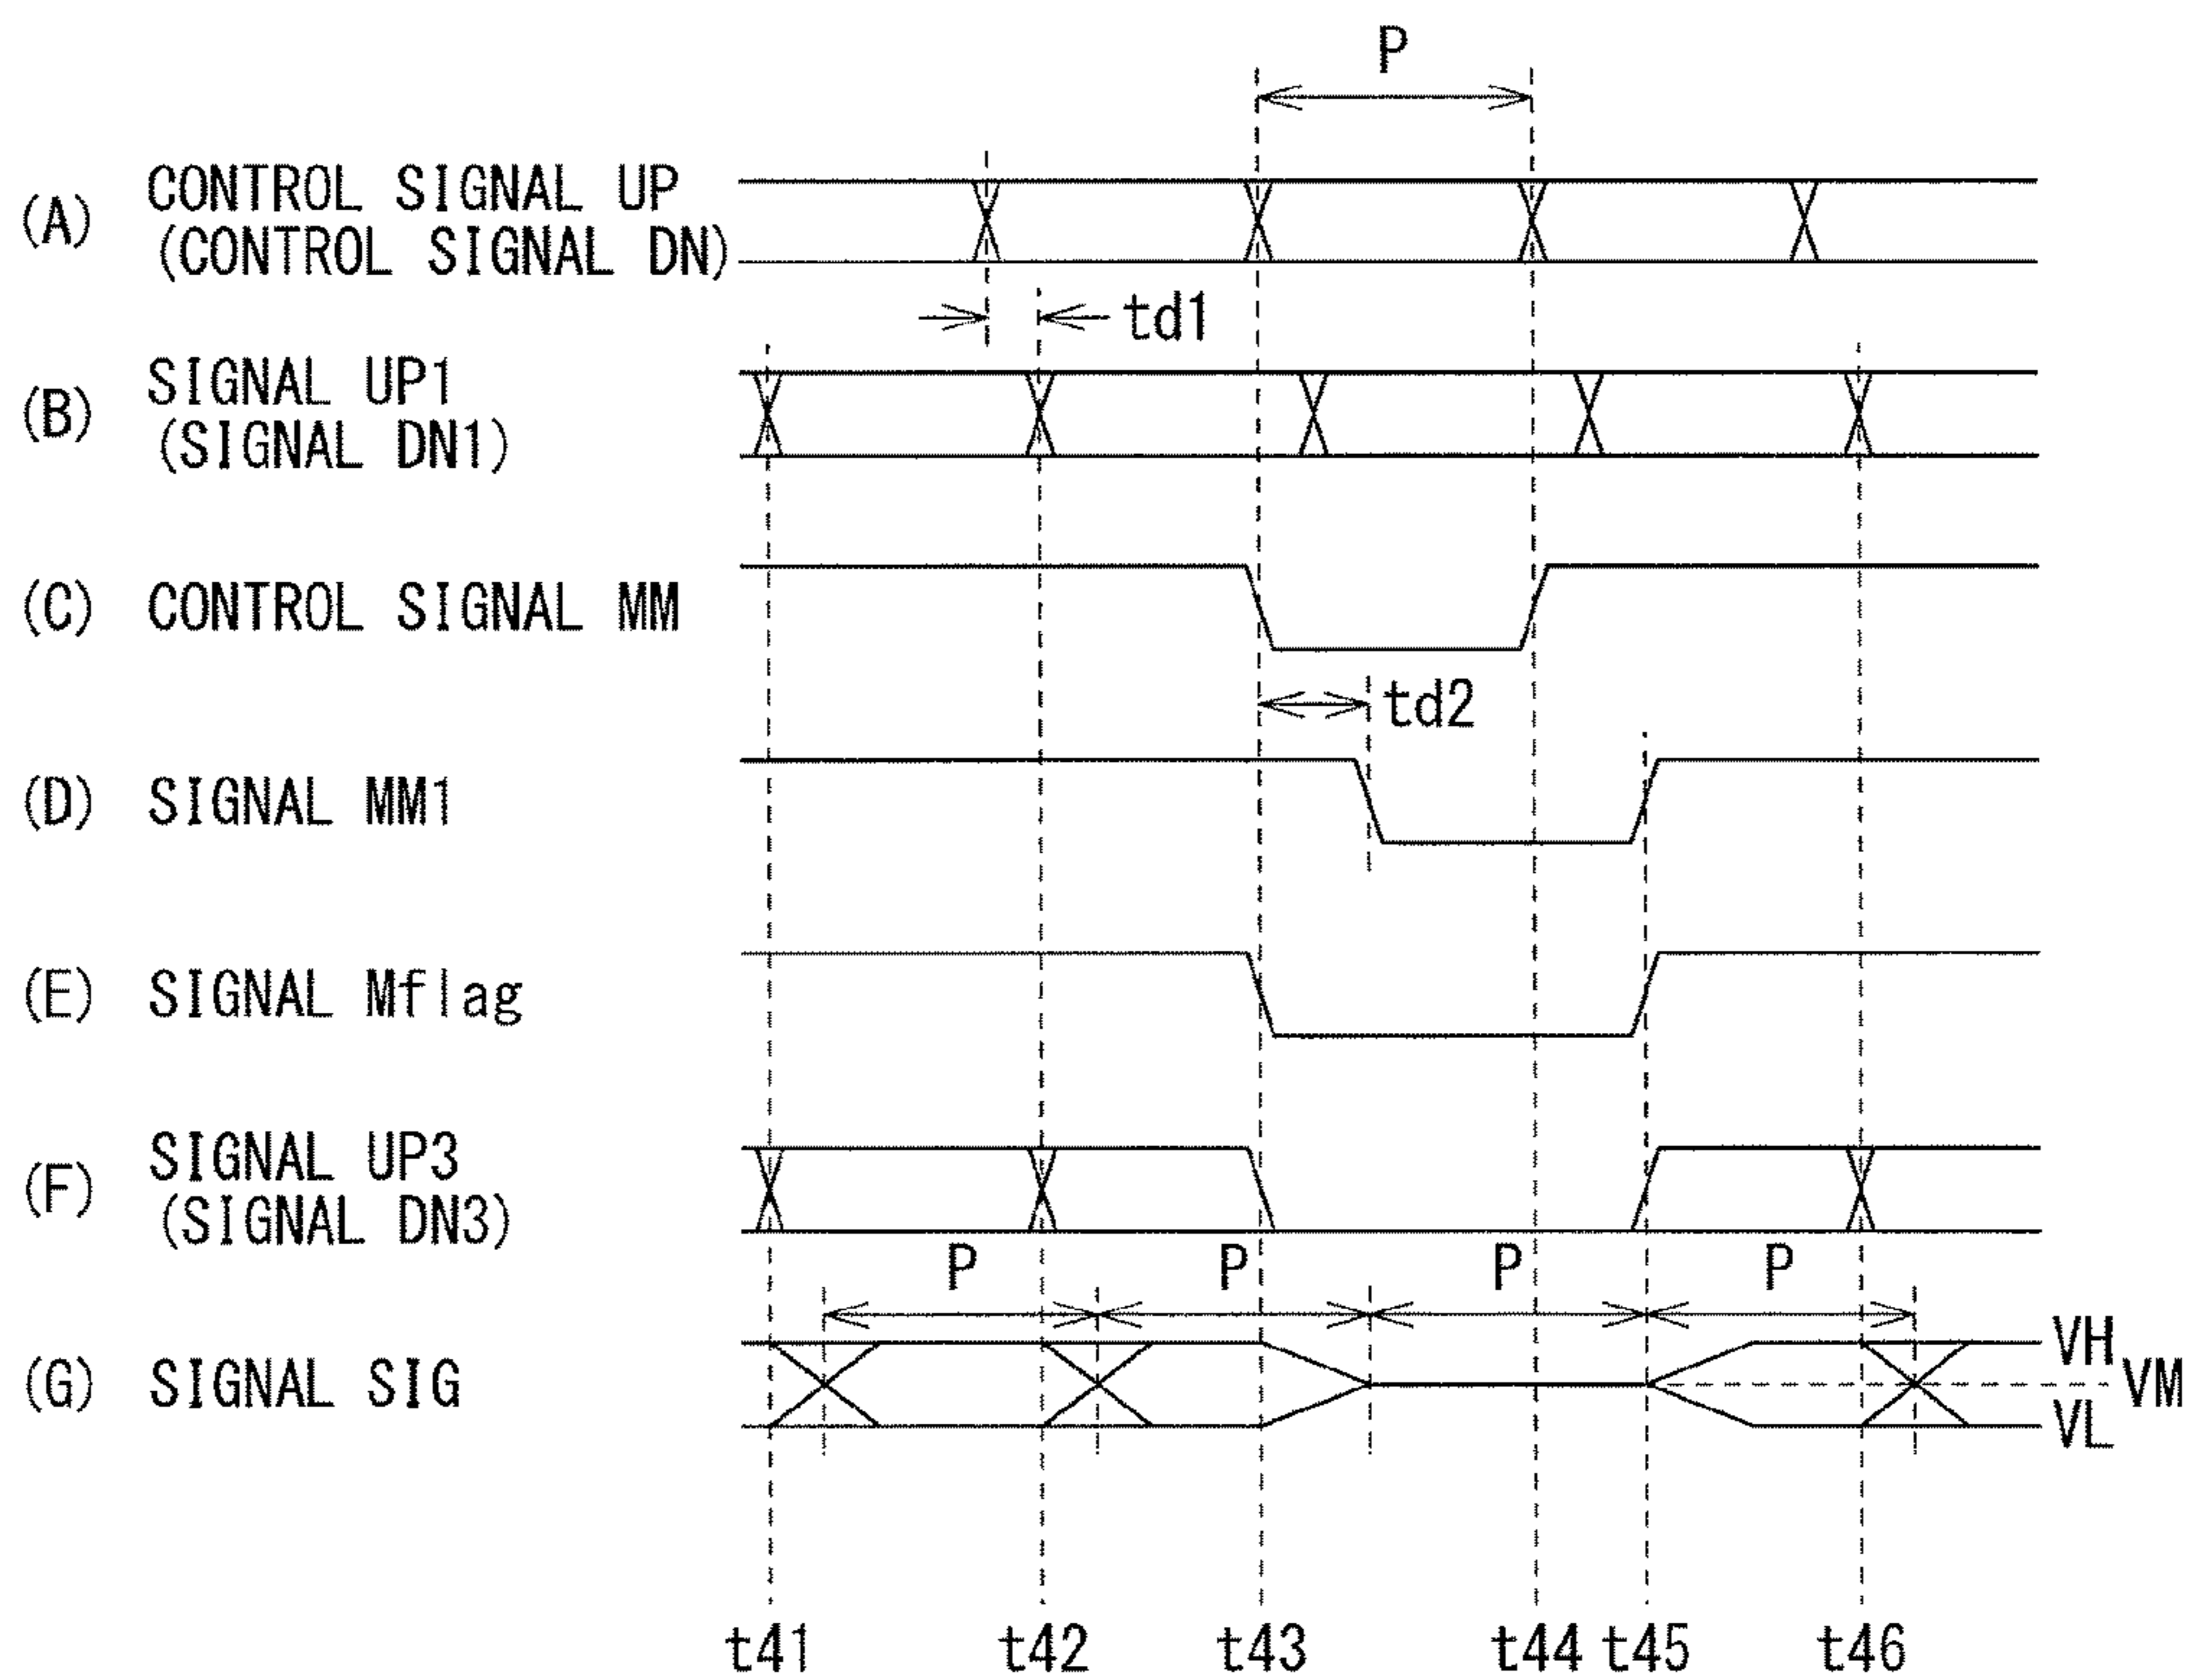 P
(A) CONTROL SIGNAL UP
(CONTROL SIGNAL DN)
td1
(B) SIGNAL UP1
(SIGNAL DN1)
(C) CONTROL SIGNAL MM
td2
(D) SIGNAL MM1
(E) SIGNAL Mflag
(F) SIGNAL UP3
(SIGNAL DN3)
P P P P
(G) SIGNAL SIG
VH
VM
VL
t41 t42 t43 t44 t45 t46